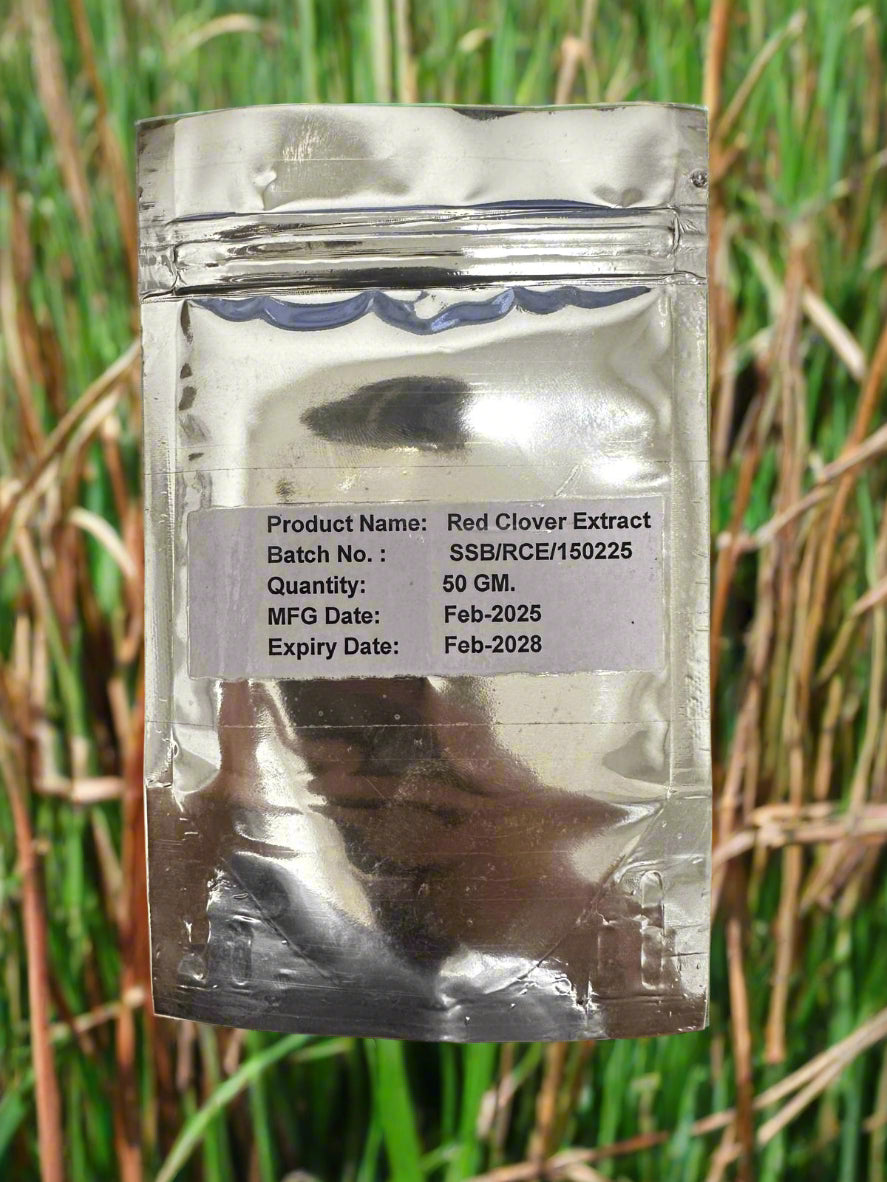 Product Name: Red Clover Extract
Batch No. : SSB/RCE/150225
Quantity: 50 GM.
MFG Date: Feb-2025
Expiry Date: Feb-2028